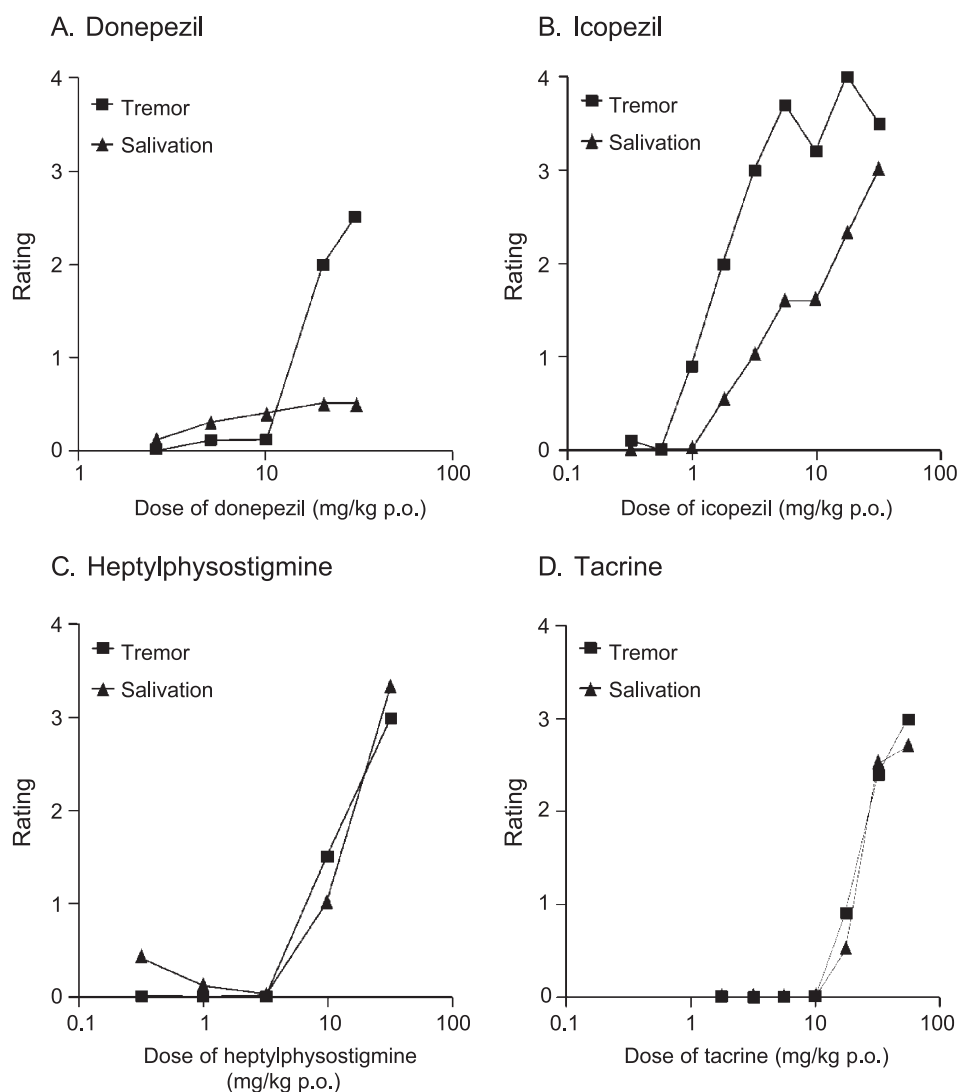 A. Donepezil
4
Tremor
Salivation
3
2
1
0
Rating
1
10
100
Dose of donepezil (mg/kg p.o.)
B. Icopezil
4
Tremor
Salivation
3
2
1
0
Rating
0.1
1
10
100
Dose of icopezil (mg/kg p.o.)
C. Heptylphysostigmine
4
Tremor
Salivation
3
2
1
0
Rating
0.1
1
10
100
Dose of heptylphysostigmine
(mg/kg p.o.)
D. Tacrine
4
Tremor
Salivation
3
2
1
0
Rating
0.1
1
10
100
Dose of tacrine (mg/kg p.o.)